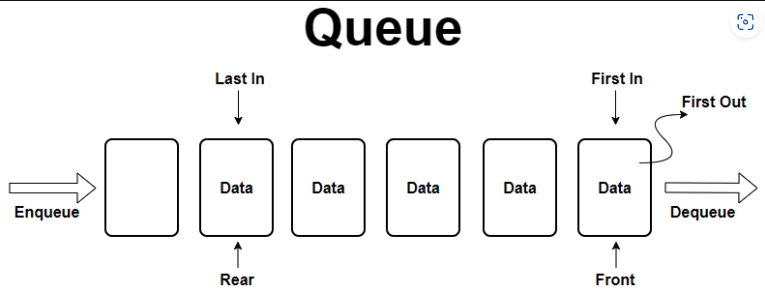 Queue
Last In
First In
First Out
Data
Data
Data
Data
Data
Enqueue
Dequeue
Rear
Front